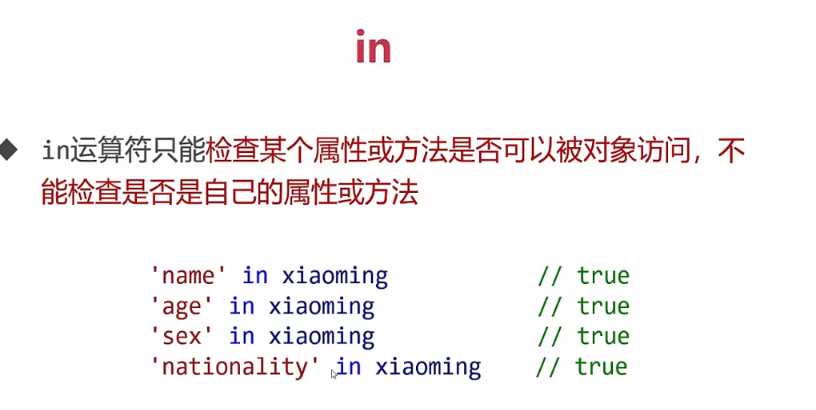 in
in运算符只能检查某个属性或方法是否可以被对象访问，不
能检查是否是自己的属性或方法
'name' in xiaoming // true
'age' in xiaoming // true
'sex' in xiaoming // true
'nationality' in xiaoming // true